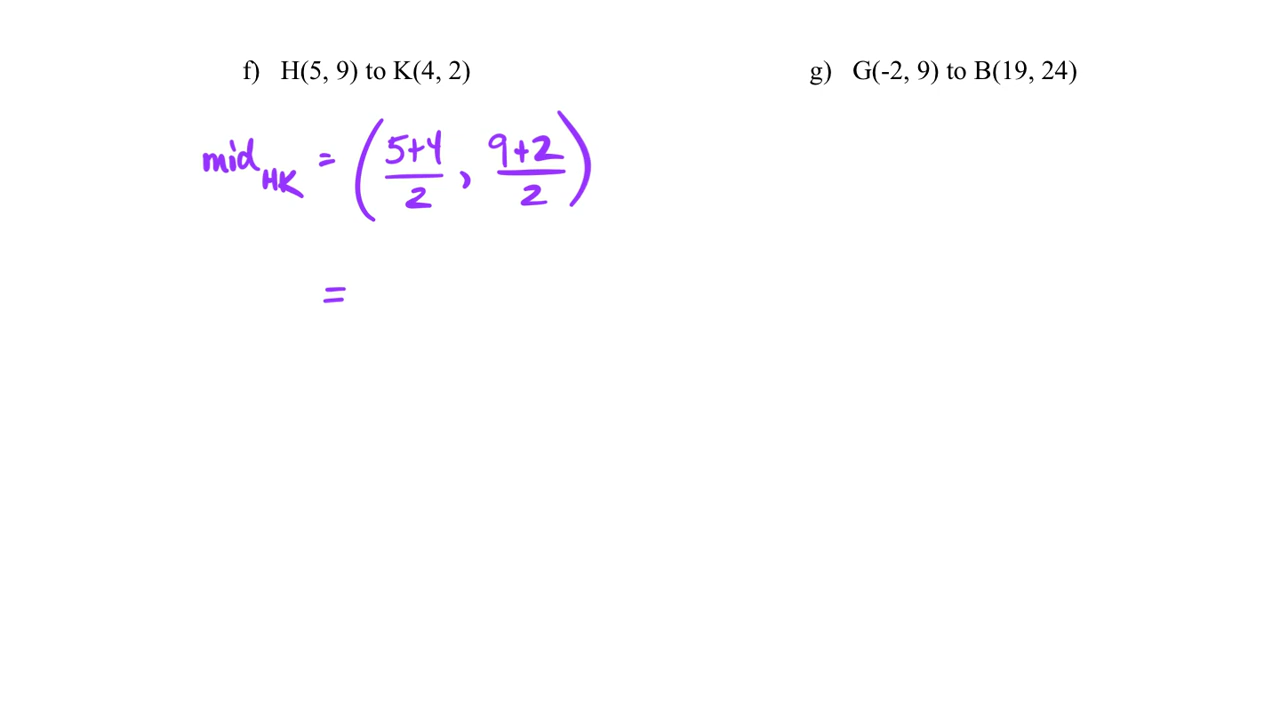 f) H(5, 9) to K(4, 2)
g) G(-2, 9) to B(19, 24)
mid_HK = ( (5+4)/2 , (9+2)/2 )
=